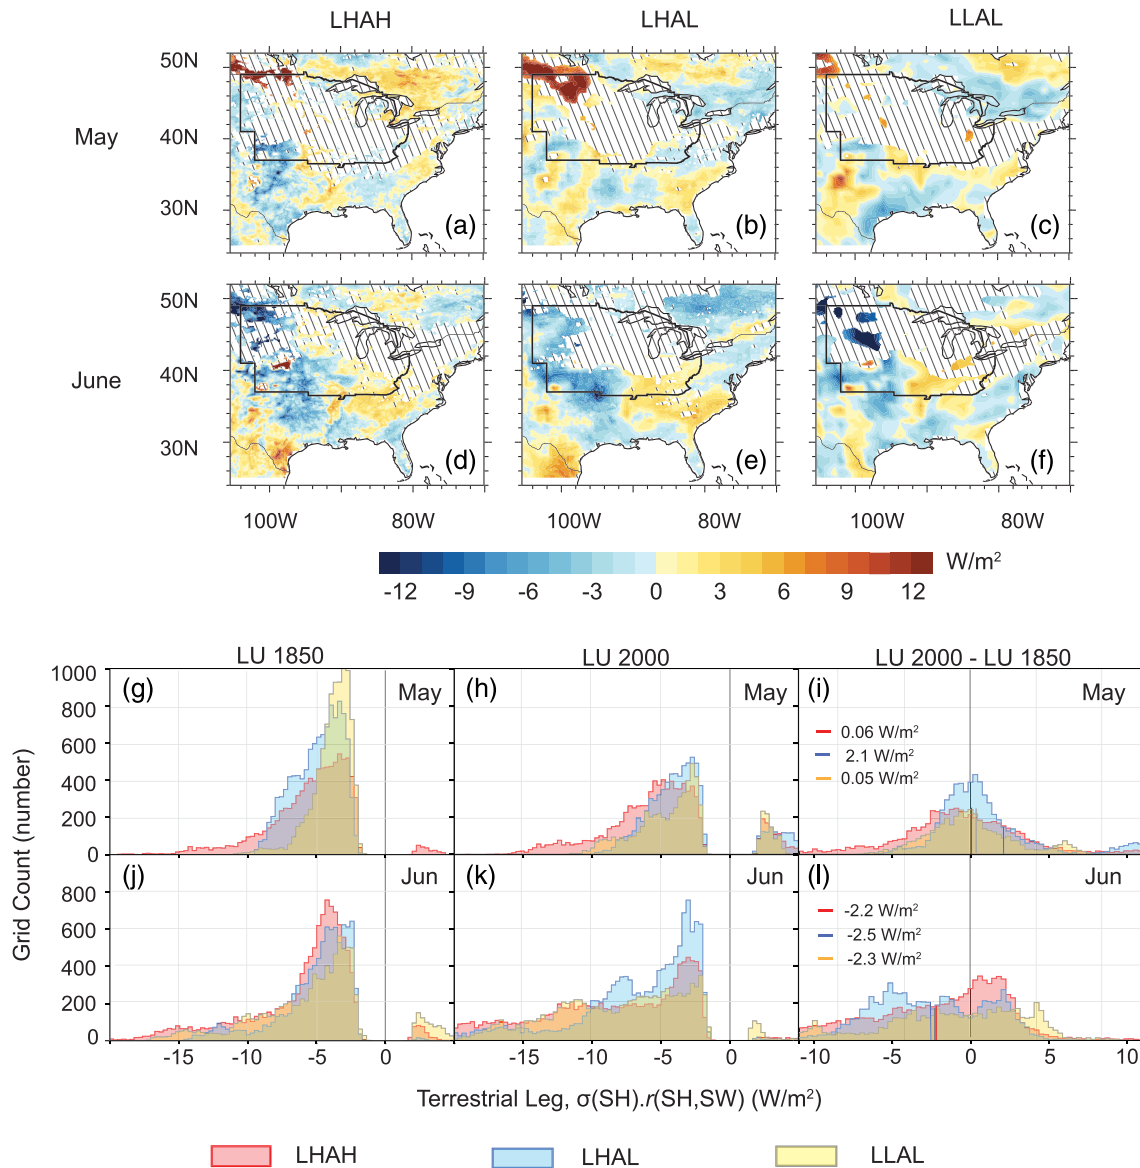 LHAH LHAL LLAL
50N
May
40N
30N
(a) (b) (c)
50N
June
40N
30N
(d) (e) (f)
100W 80W 100W 80W 100W 80W
W/m²
-12 -9 -6 -3 0 3 6 9 12
LU 1850 LU 2000 LU 2000 - LU 1850
1000
(g) May (h) May (i) May
800
0.06 W/m²
600
2.1 W/m²
400
0.05 W/m²
200
0
(j) Jun (k) Jun (l) Jun
800
-2.2 W/m²
600
-2.5 W/m²
400
-2.3 W/m²
200
0
Grid Count (number)
-15 -10 -5 0 -15 -10 -5 0 -10 -5 0 5 10
Terrestrial Leg, σ(SH).r(SH,SW) (W/m²)
LHAH LHAL LLAL